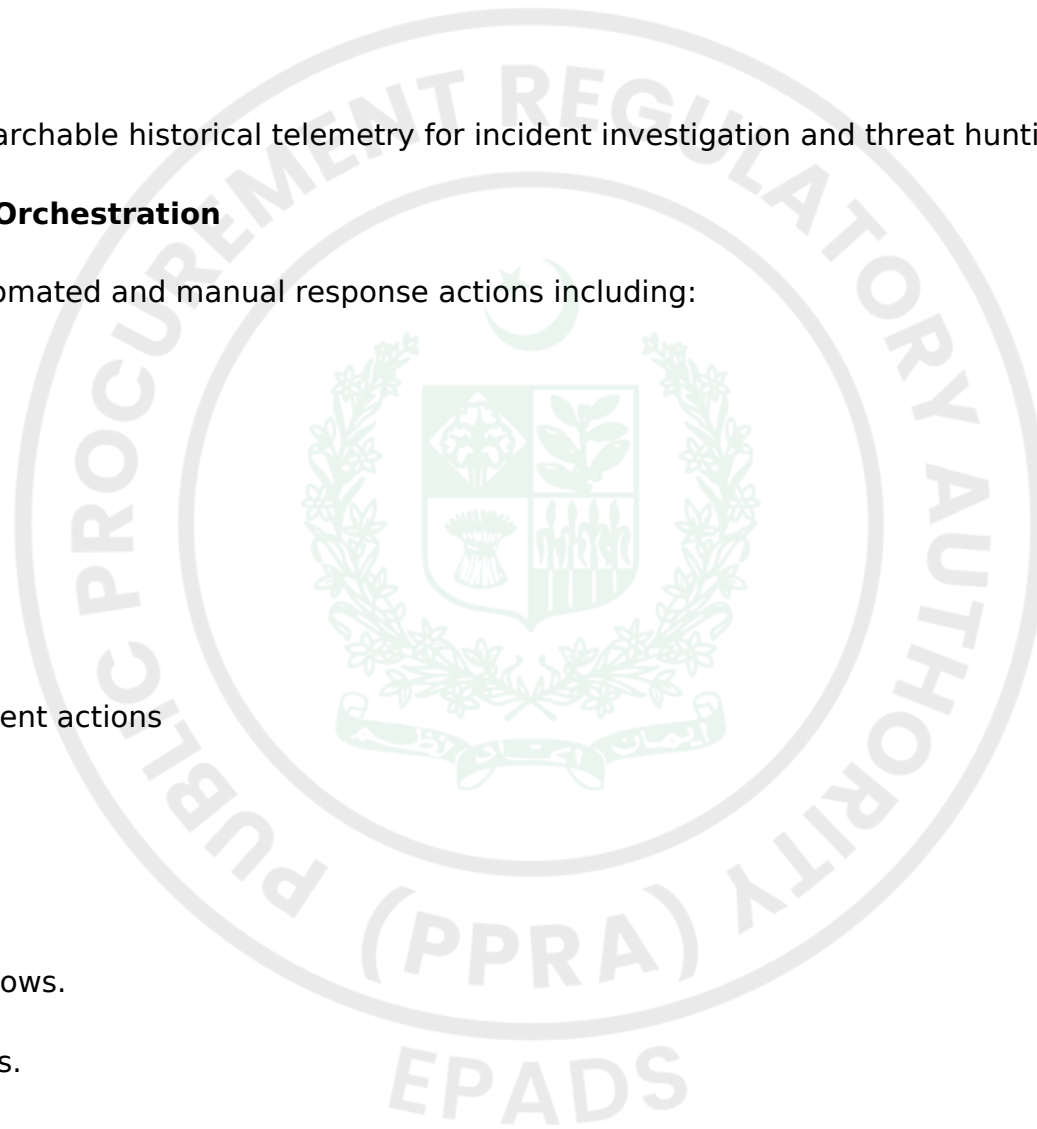 archable historical telemetry for incident investigation and threat hunti
Orchestration
omated and manual response actions including:
ent actions
ows.
s.
PUBLIC PROCUREMENT REGULATORY AUTHORITY
(PPRA)
EPADS